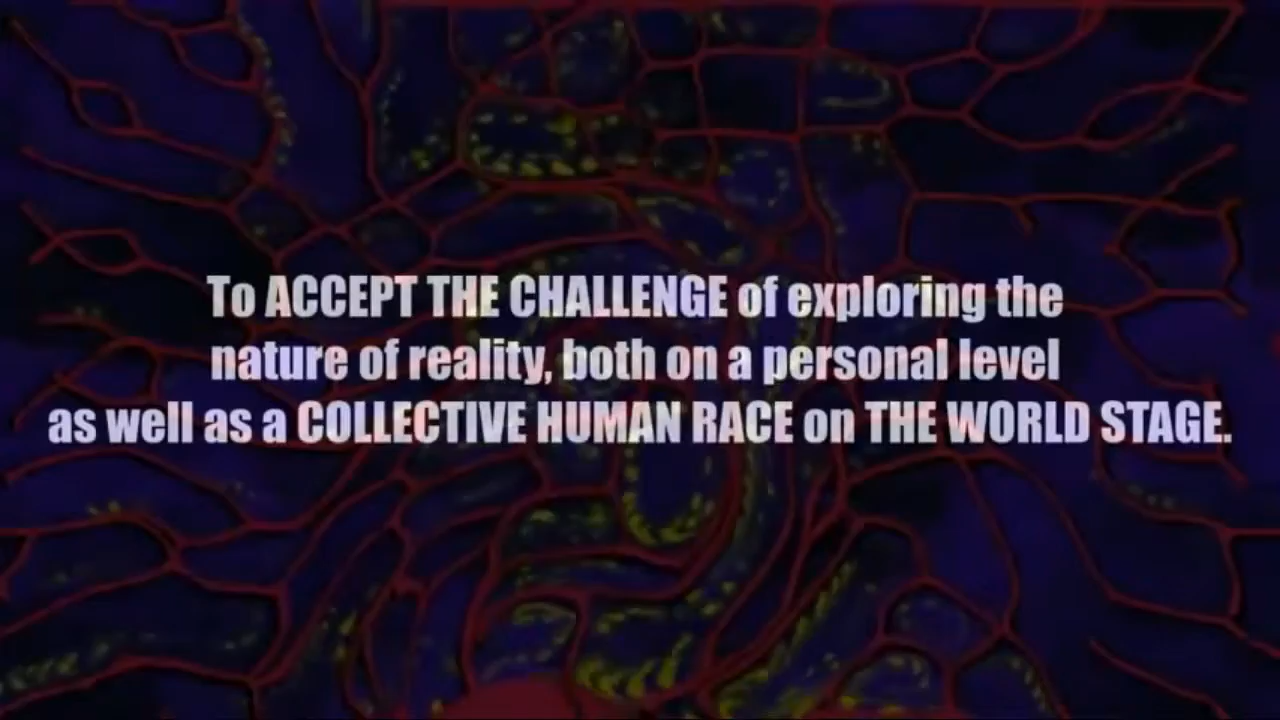 To ACCEPT THE CHALLENGE of exploring the
nature of reality, both on a personal level
as well as a COLLECTIVE HUMAN RACE on THE WORLD STAGE.